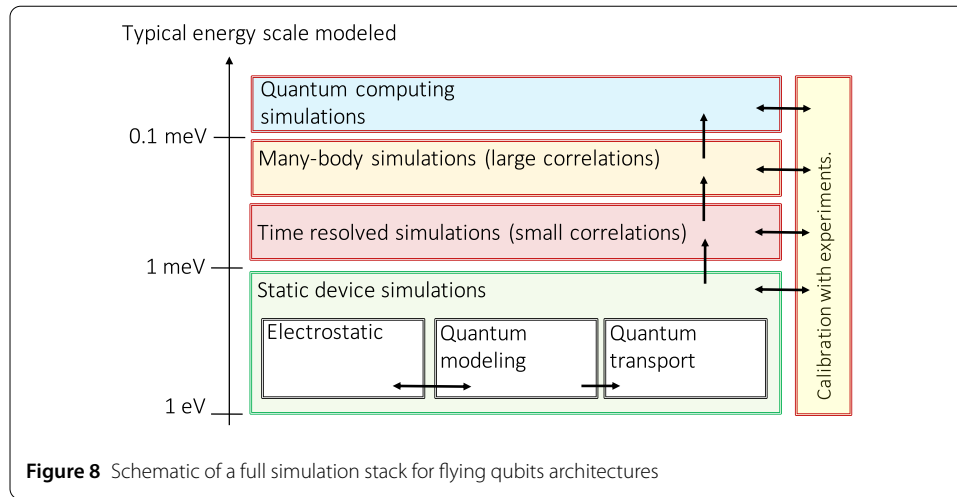 Typical energy scale modeled
Quantum computing
simulations
0.1 meV
Many-body simulations (large correlations)
Time resolved simulations (small correlations)
1 meV
Static device simulations
Electrostatic
Quantum
modeling
Quantum
transport
1 eV
Calibration with experiments.
Figure 8 Schematic of a full simulation stack for flying qubits architectures